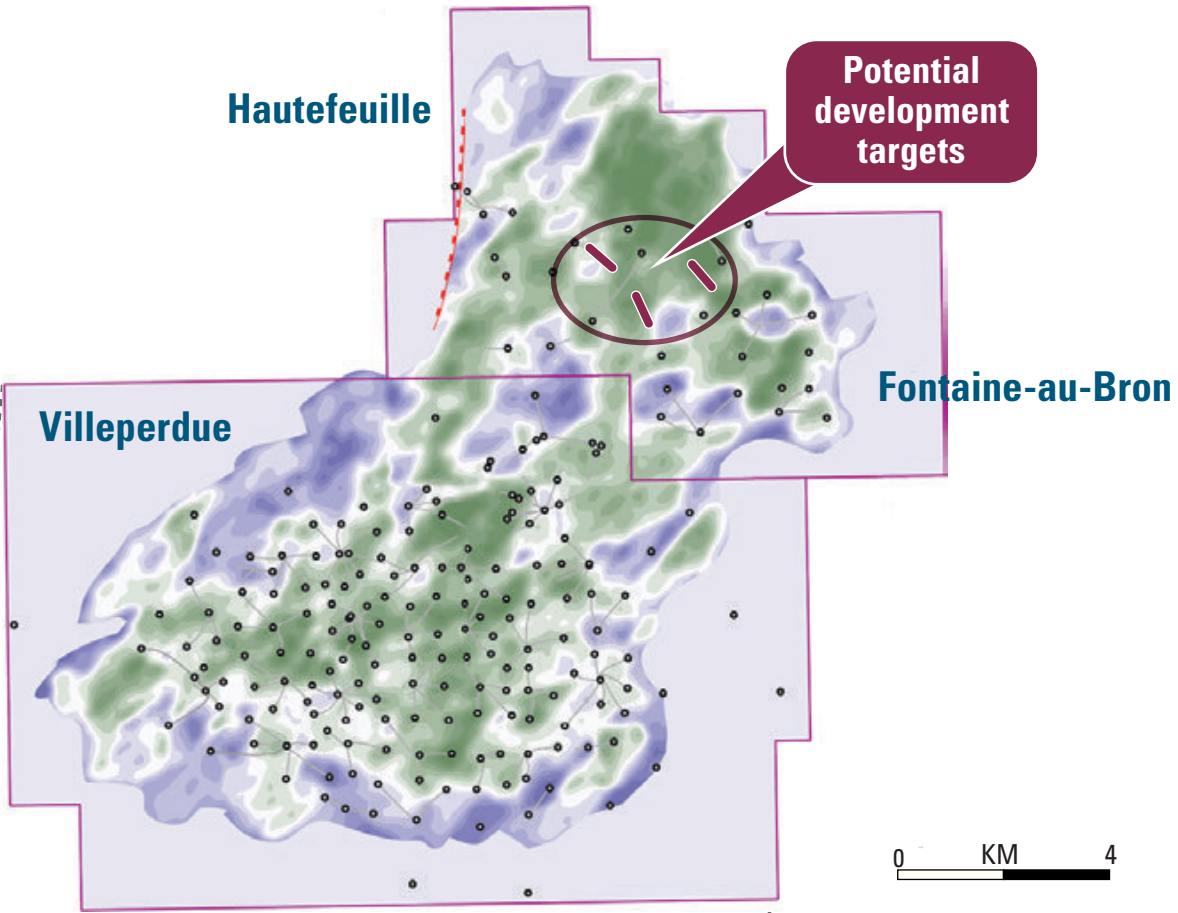 Hautefeuille
Potential
development
targets
Fontaine-au-Bron
Villeperdue
0 KM 4